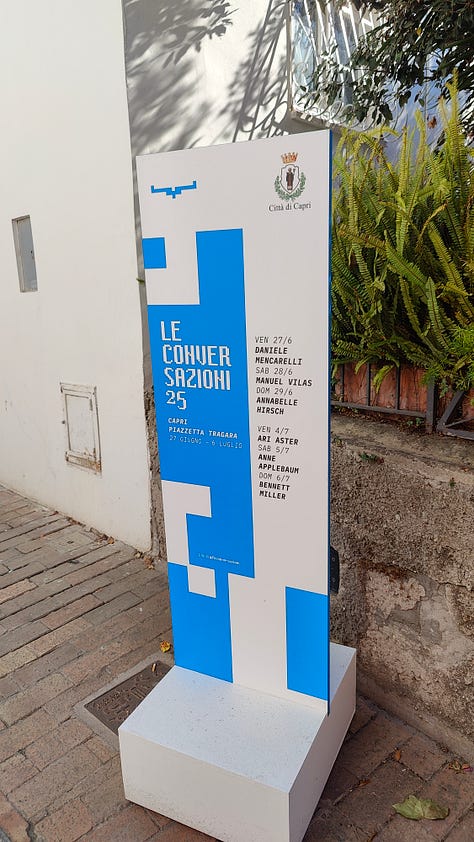 Città di Capri
LE
CONVER
SAZIONI
25
CAPRI
PIAZZETTA TRAGARA
27 GIUGNO – 6 LUGLIO
VEN 27/6
DANIELE
MENCARELLI
SAB 28/6
MANUEL VILAS
DOM 29/6
ANNABELLE
HIRSCH
VEN 4/7
ARI ASTER
SAB 5/7
ANNE
APPLEBAUM
DOM 6/7
BENNETT
MILLER